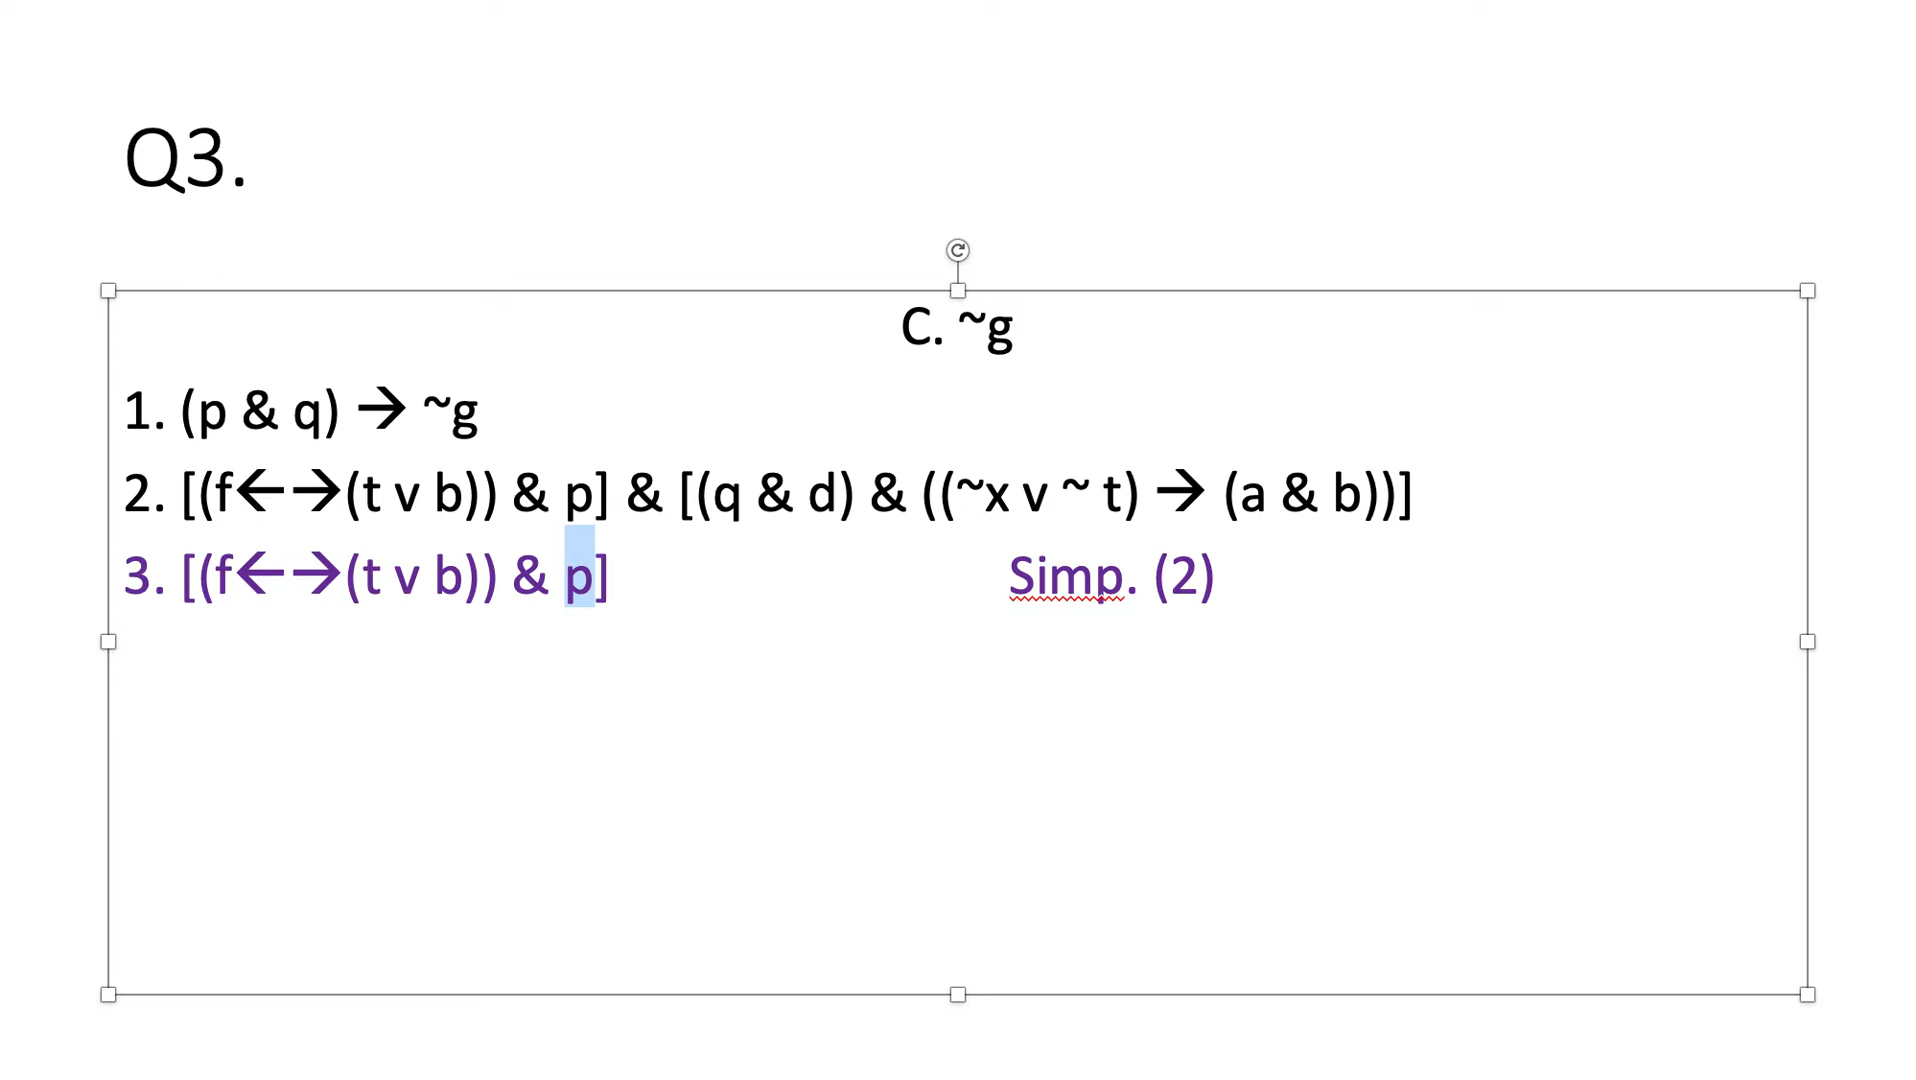 Q3.
C. ~g
1. (p & q) → ~g
2. [(f←→(t v b)) & p] & [(q & d) & ((~x v ~ t) → (a & b))]
3. [(f←→(t v b)) & p] Simp. (2)